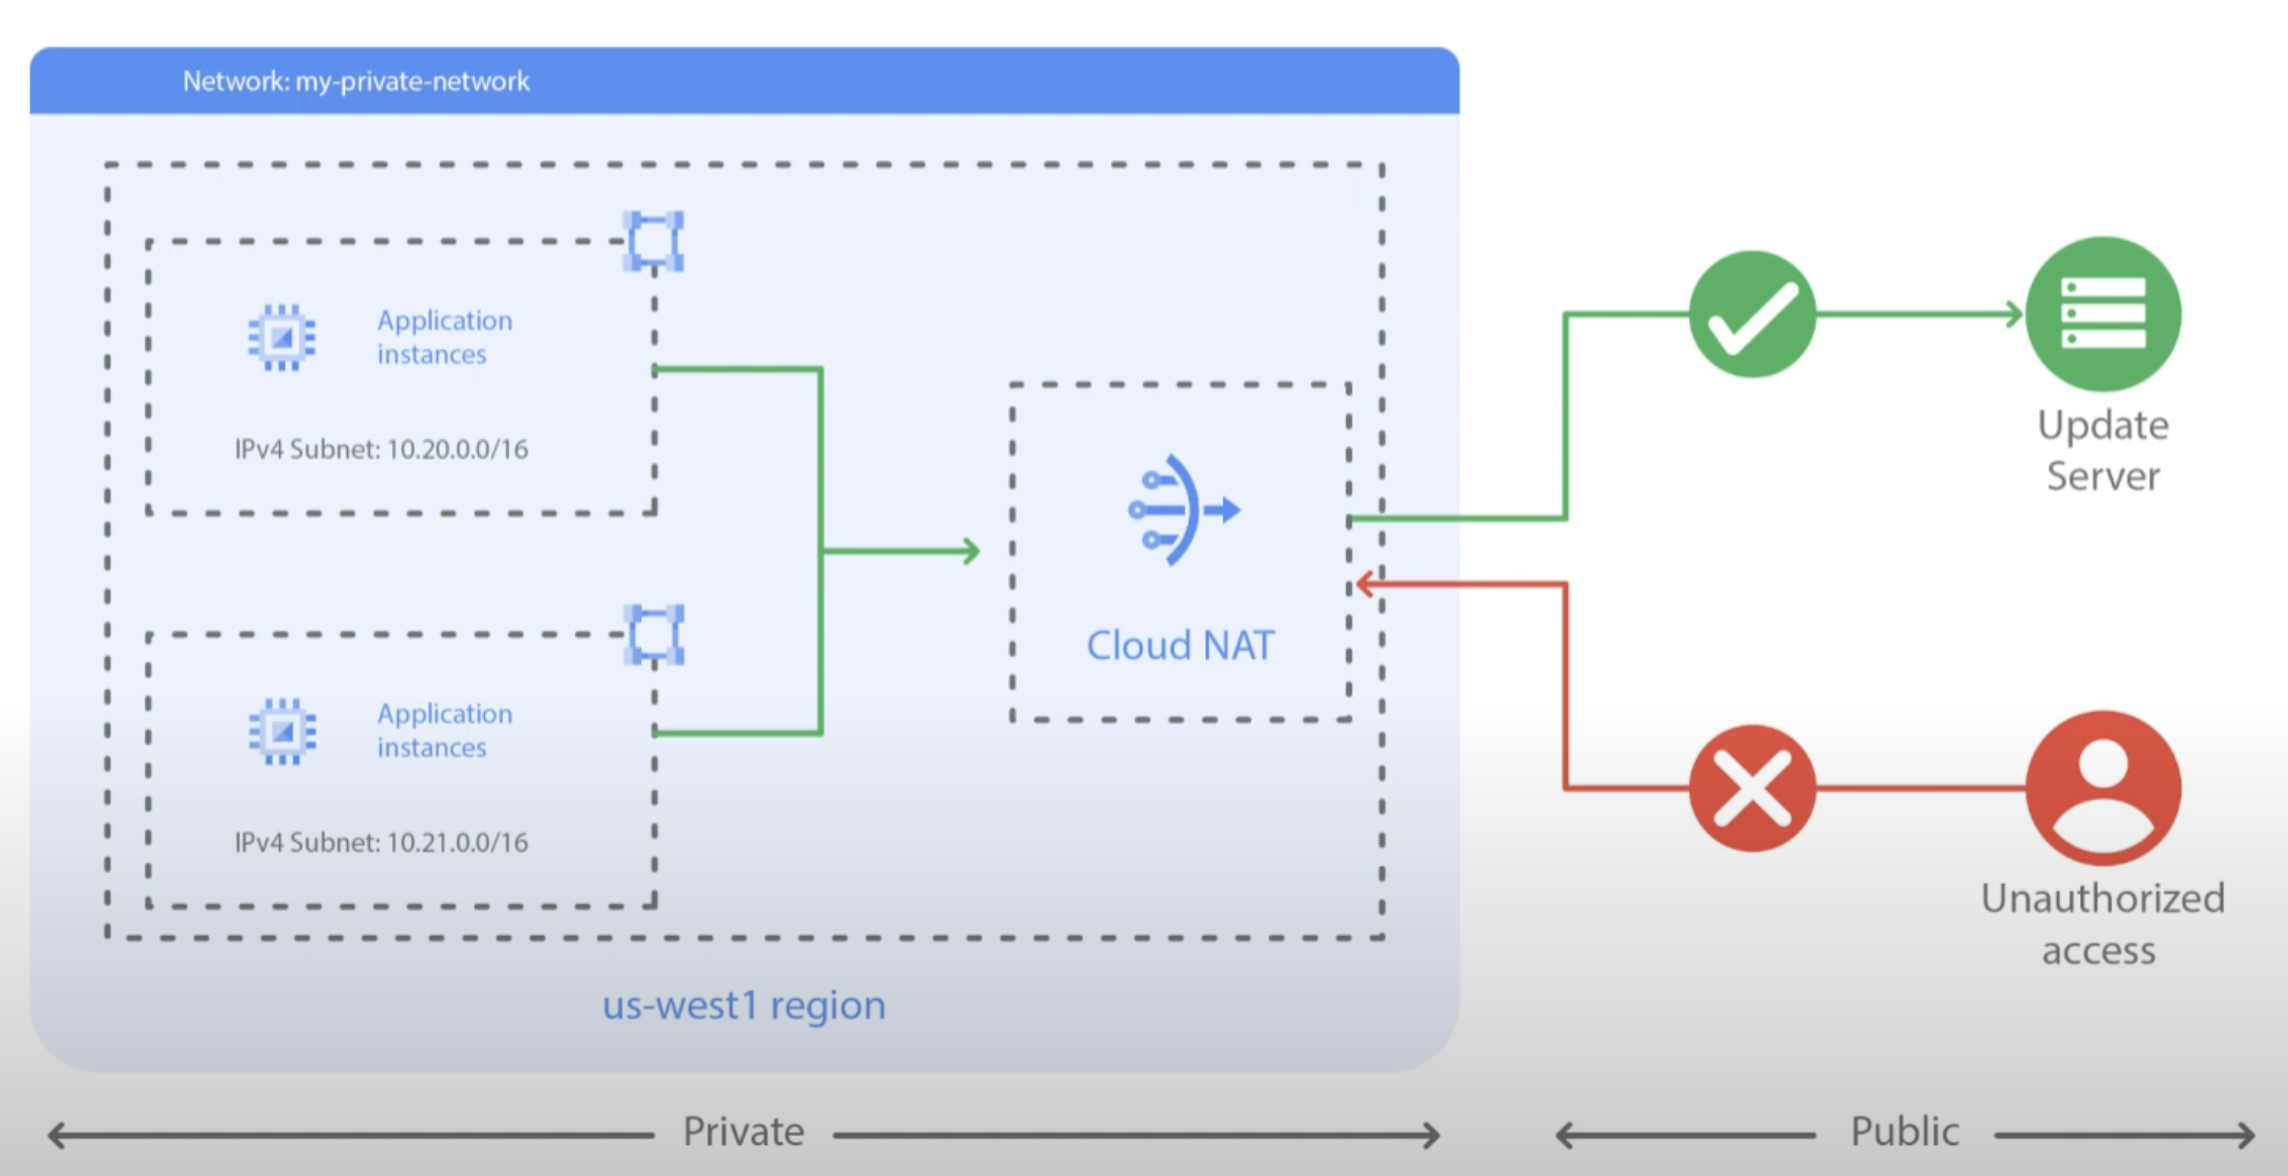 Network: my-private-network
Application
instances
IPv4 Subnet: 10.20.0.0/16
Application
instances
IPv4 Subnet: 10.21.0.0/16
Cloud NAT
us-west1 region
Update
Server
Unauthorized
access
Private
Public